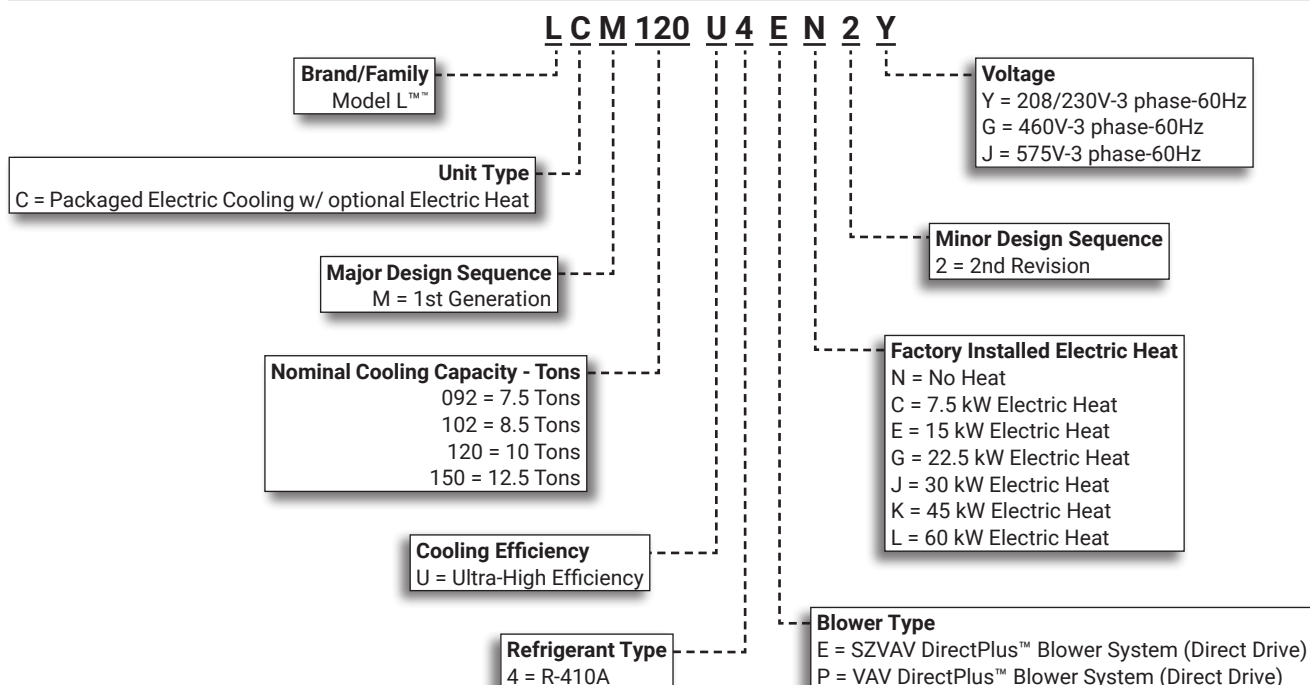 L C M 120 U 4 E N 2 Y
Brand/Family
Model L™™
Unit Type
C = Packaged Electric Cooling w/ optional Electric Heat
Major Design Sequence
M = 1st Generation
Nominal Cooling Capacity - Tons
092 = 7.5 Tons
102 = 8.5 Tons
120 = 10 Tons
150 = 12.5 Tons
Cooling Efficiency
U = Ultra-High Efficiency
Refrigerant Type
4 = R-410A
Voltage
Y = 208/230V-3 phase-60Hz
G = 460V-3 phase-60Hz
J = 575V-3 phase-60Hz
Minor Design Sequence
2 = 2nd Revision
Factory Installed Electric Heat
N = No Heat
C = 7.5 kW Electric Heat
E = 15 kW Electric Heat
G = 22.5 kW Electric Heat
J = 30 kW Electric Heat
K = 45 kW Electric Heat
L = 60 kW Electric Heat
Blower Type
E = SZVAV DirectPlus™ Blower System (Direct Drive)
P = VAV DirectPlus™ Blower System (Direct Drive)